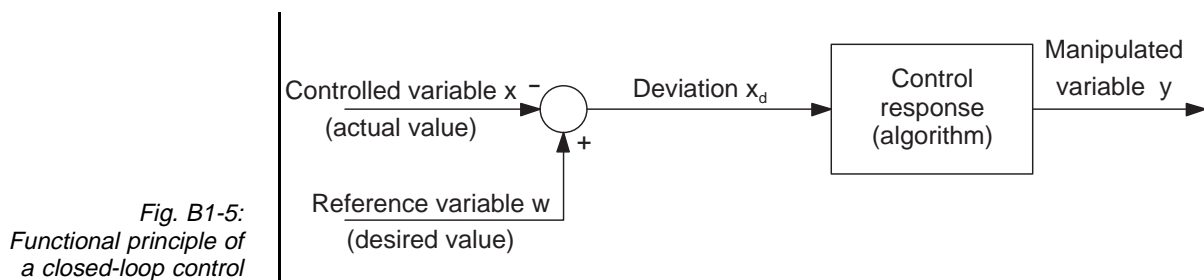 Controlled variable x
(actual value)
−
+
Reference variable w
(desired value)
Deviation xd
Control
response
(algorithm)
Manipulated
variable y
Fig. B1-5:
Functional principle of
a closed-loop control